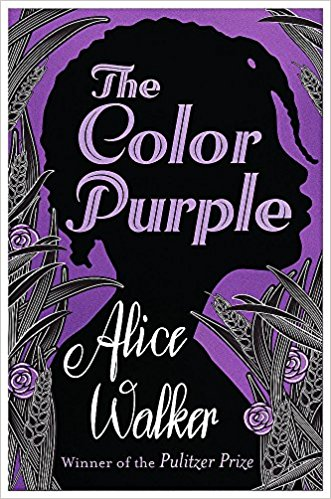 The
Color
Purple
Alice
Walker
Winner of the Pulitzer Prize